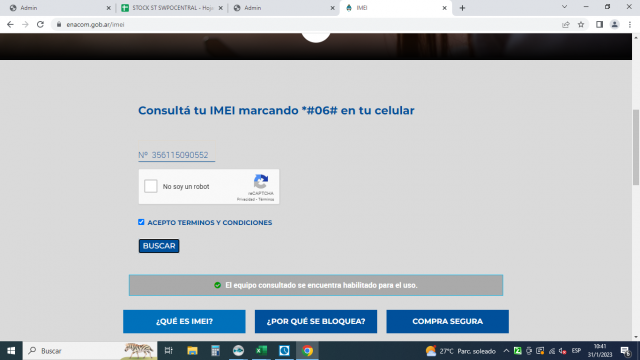 Admin
STOCK ST SWPOCENTRAL - Hoja
Admin
IMEI
enacom.gob.ar/imei
Consultá tu IMEI marcando *#06# en tu celular
Nº 356115090552
No soy un robot
reCAPTCHA
Privacidad - Términos
ACEPTO TERMINOS Y CONDICIONES
BUSCAR
El equipo consultado se encuentra habilitado para el uso.
¿QUÉ ES IMEI? ¿POR QUÉ SE BLOQUEA? COMPRA SEGURA
Buscar
27°C Parc. soleado
ESP
10:41
31/1/2023